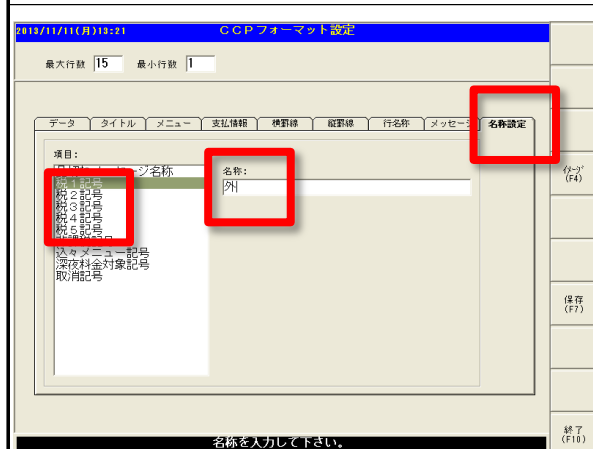 2013/11/11(月)13:21 CCPフォーマット設定
最大行数 15 最小行数 1
データ タイトル メニュー 支払情報 横罫線 縦罫線 行名称 メッセージ 名称設定
項目:
名称:
外
ージ名称
税1記号
税2記号
税3記号
税4記号
税5記号
込々メニュー記号
深夜料金対象記号
取消記号
イメージ
(F4)
保存
(F7)
終了
(F10)
名称を入力して下さい。